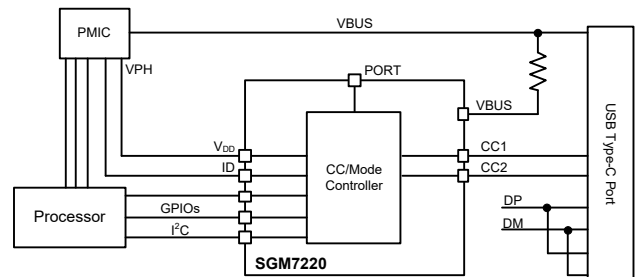 VBUS
PMIC
VPH
PORT
VBUS
USB Type-C Port
V_DD
CC1
ID
CC/Mode
Controller
CC2
DP
Processor
GPIOs
DM
I²C
SGM7220